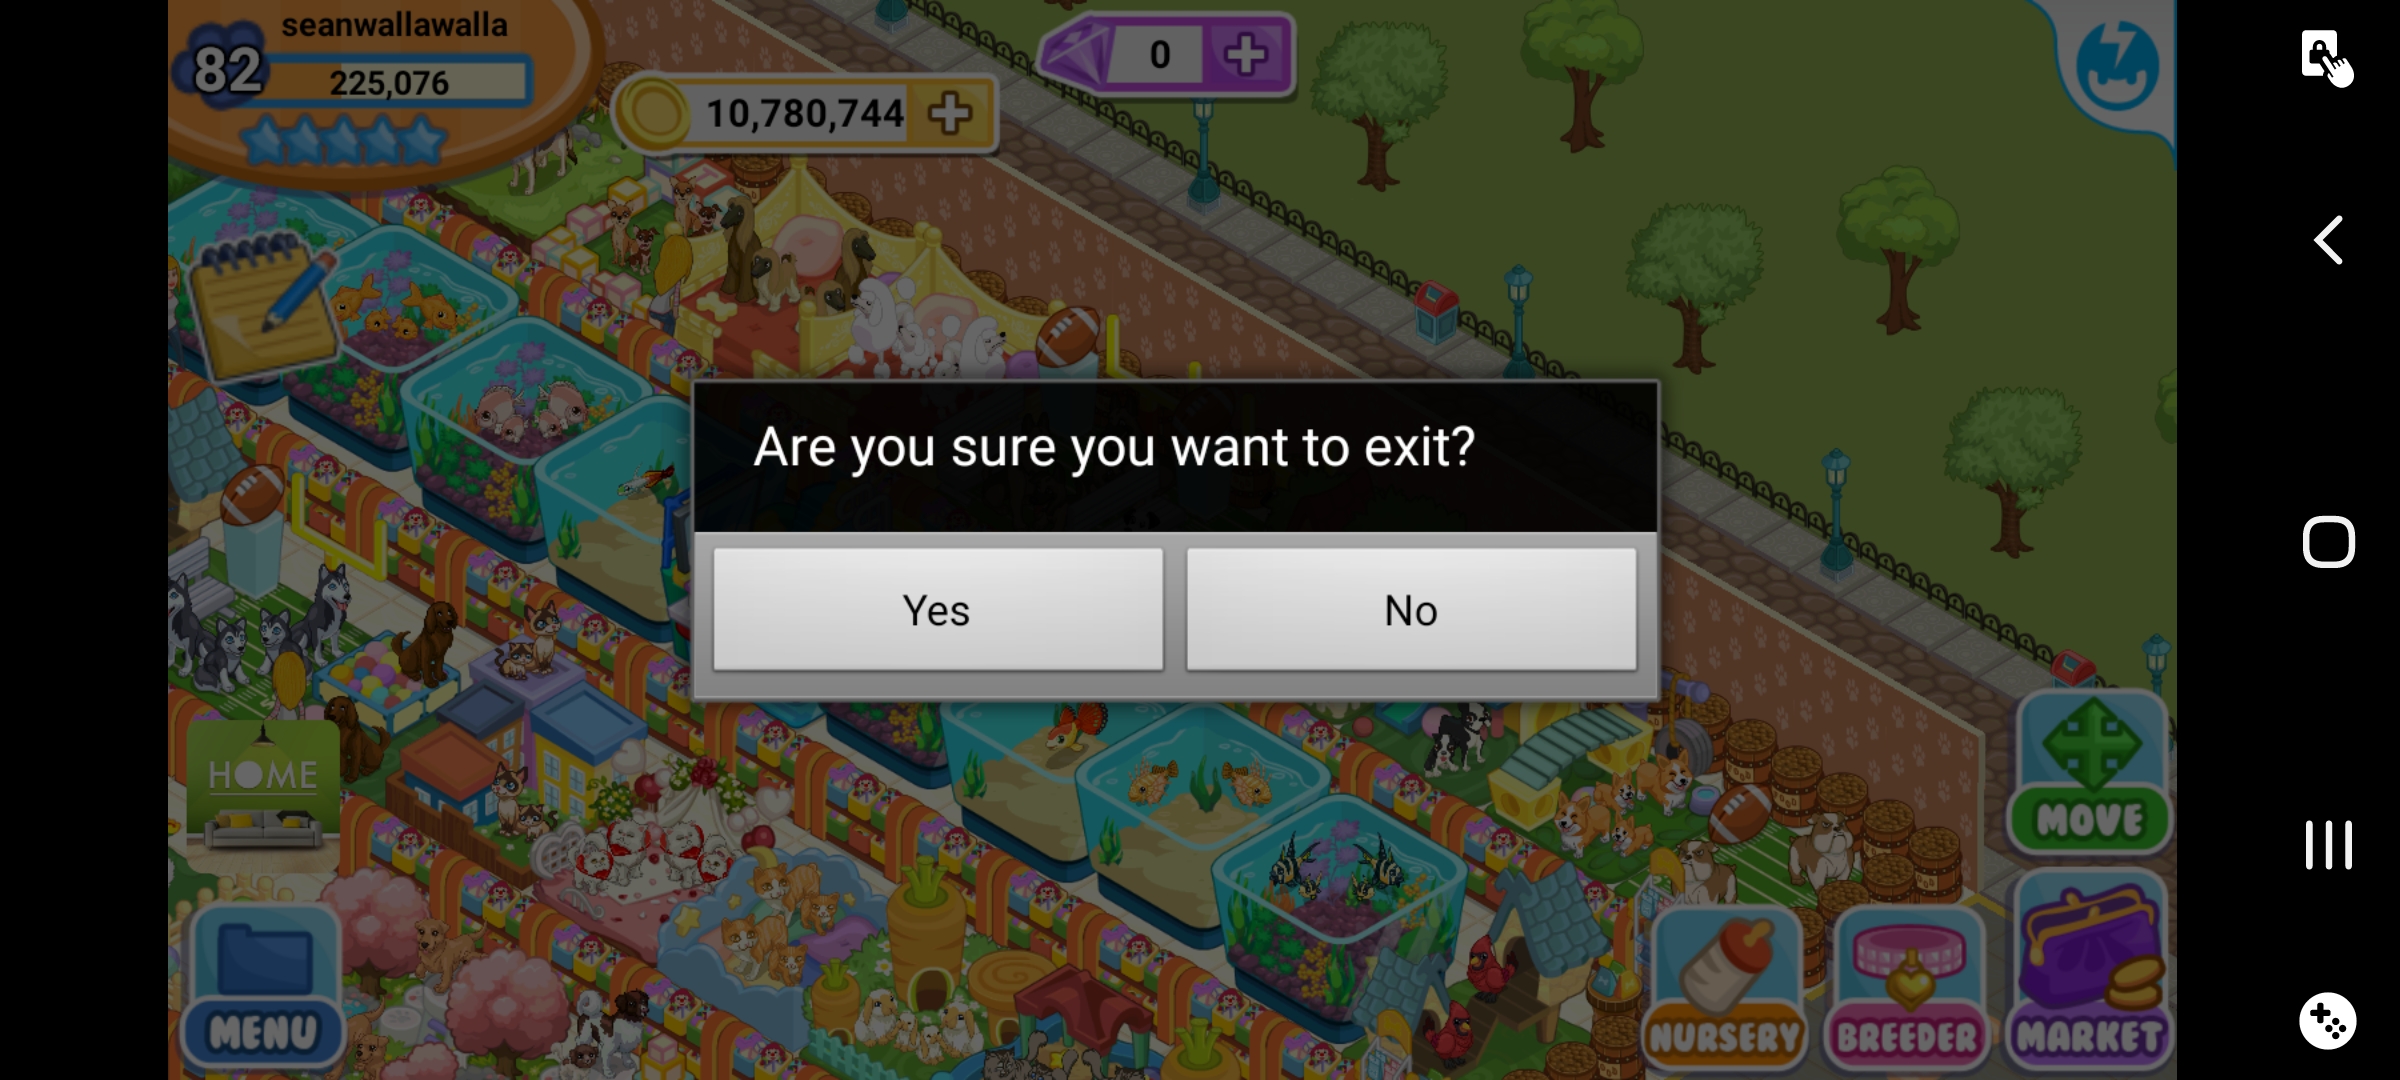 seanwallawalla
82
225,076
10,780,744
0
Are you sure you want to exit?
Yes
No
HOME
MENU
MOVE
NURSERY
BREEDER
MARKET